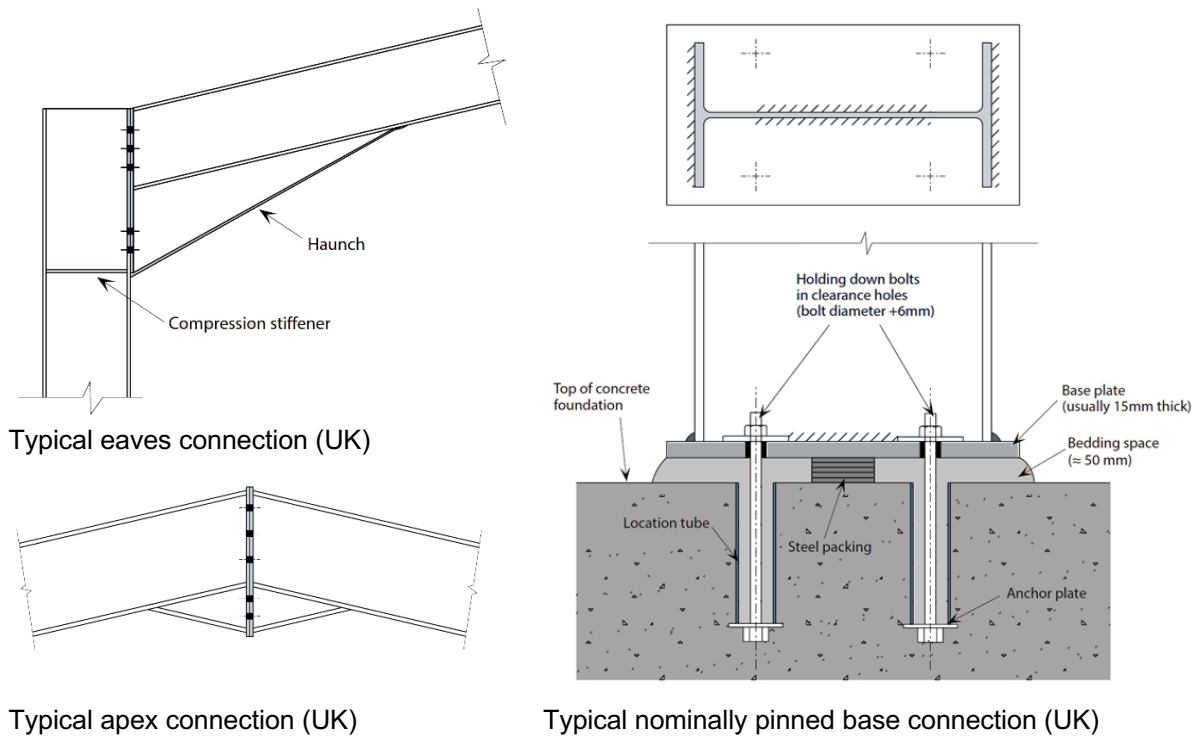 Haunch
Compression stiffener
Typical eaves connection (UK)
Typical apex connection (UK)
Holding down bolts
in clearance holes
(bolt diameter +6mm)
Top of concrete
foundation
Base plate
(usually 15mm thick)
Bedding space
(≈ 50 mm)
Location tube
Steel packing
Anchor plate
Typical nominally pinned base connection (UK)